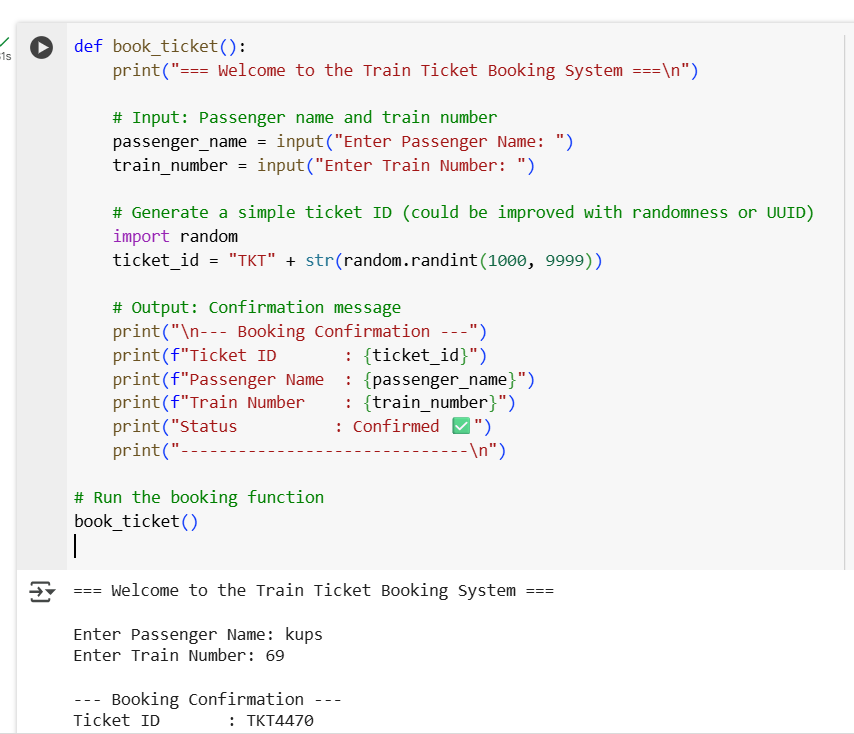 1s
def book_ticket():
    print("=== Welcome to the Train Ticket Booking System ===\n")

    # Input: Passenger name and train number
    passenger_name = input("Enter Passenger Name: ")
    train_number = input("Enter Train Number: ")

    # Generate a simple ticket ID (could be improved with randomness or UUID)
    import random
    ticket_id = "TKT" + str(random.randint(1000, 9999))

    # Output: Confirmation message
    print("\n--- Booking Confirmation ---")
    print(f"Ticket ID       : {ticket_id}")
    print(f"Passenger Name  : {passenger_name}")
    print(f"Train Number    : {train_number}")
    print("Status          : Confirmed ✅")
    print("------------------------------\n")

# Run the booking function
book_ticket()
=== Welcome to the Train Ticket Booking System ===

Enter Passenger Name: kups
Enter Train Number: 69

--- Booking Confirmation ---
Ticket ID       : TKT4470